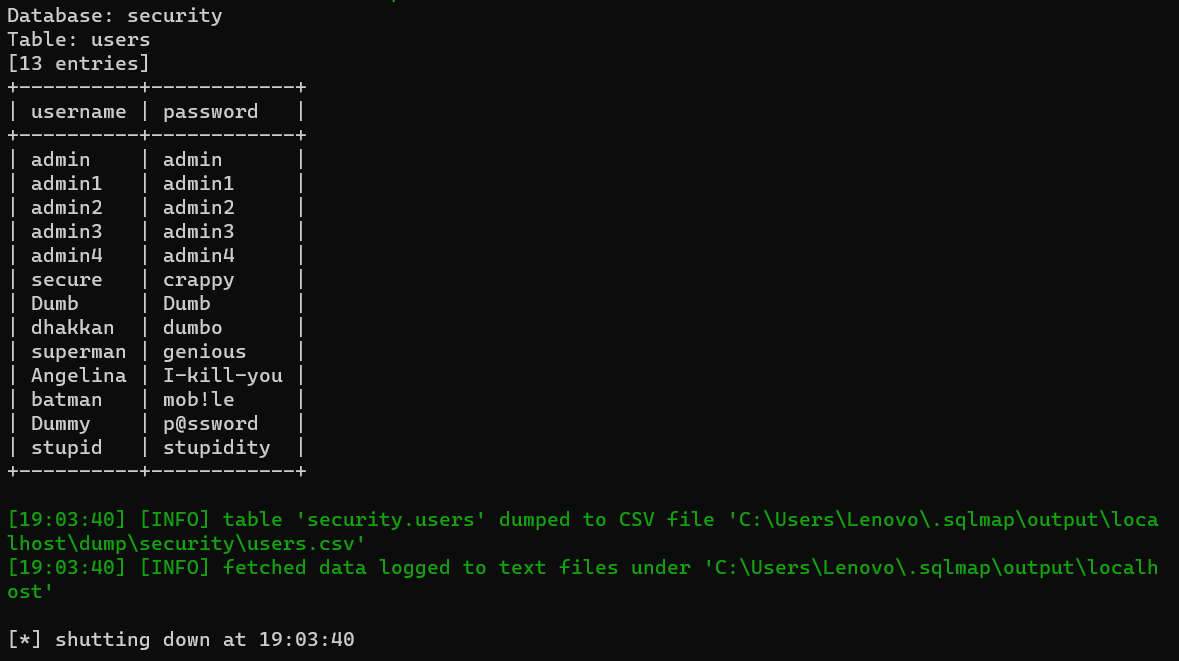 Database: security
Table: users
[13 entries]
+----------+------------+
| username | password   |
+----------+------------+
| admin    | admin      |
| admin1   | admin1     |
| admin2   | admin2     |
| admin3   | admin3     |
| admin4   | admin4     |
| secure   | crappy     |
| Dumb     | Dumb       |
| dhakkan  | dumbo      |
| superman | genious    |
| Angelina | I-kill-you |
| batman   | mob!le     |
| Dummy    | p@ssword   |
| stupid   | stupidity  |
+----------+------------+
[19:03:40] [INFO] table 'security.users' dumped to CSV file 'C:\Users\Lenovo\.sqlmap\output\loca
lhost\dump\security\users.csv'
[19:03:40] [INFO] fetched data logged to text files under 'C:\Users\Lenovo\.sqlmap\output\localh
ost'
[*] shutting down at 19:03:40